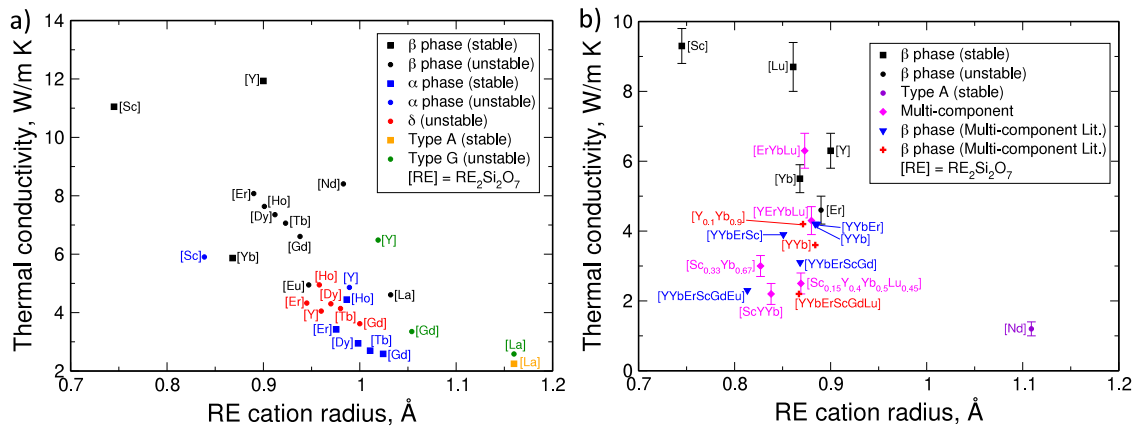 a)
Thermal conductivity, W/m K
14
12
10
8
6
4
2
0.7
0.8
0.9
1
1.1
1.2
RE cation radius, Å
β phase (stable)
β phase (unstable)
α phase (stable)
α phase (unstable)
δ (unstable)
Type A (stable)
Type G (unstable)
[RE] = RE₂Si₂O₇
[Y]
[Sc]
[Er]
[Ho]
[Nd]
[Dy]
[Tb]
[Gd]
[Y]
[Sc]
[Yb]
[Ho]
[Y]
[Eu]
[Dy]
[Ho]
[La]
[Er]
[Y]
[Tb]
[Gd]
[Er]
[Gd]
[Dy]
[Tb]
[Gd]
[La]
[La]
b)
Thermal conductivity, W/m K
10
8
6
4
2
0
0.7
0.8
0.9
1
1.1
1.2
RE cation radius, Å
β phase (stable)
β phase (unstable)
Type A (stable)
Multi-component
β phase (Multi-component Lit.)
β phase (Multi-component Lit.)
[RE] = RE₂Si₂O₇
[Sc]
[Lu]
[ErYbLu]
[Y]
[Yb]
[Er]
[YErYbLu]
[Y₀.₁Yb₀.₉]
[YYbEr]
[YYbErSc]
[YYb]
[YYb]
[Sc₀.₃₃Yb₀.₆₇]
[YYbErScGd]
[Sc₀.₁₅Y₀.₄Yb₀.₅Lu₀.₄₅]
[YYbErScGdEu]
[ScYYb]
[YYbErScGdLu]
[Nd]